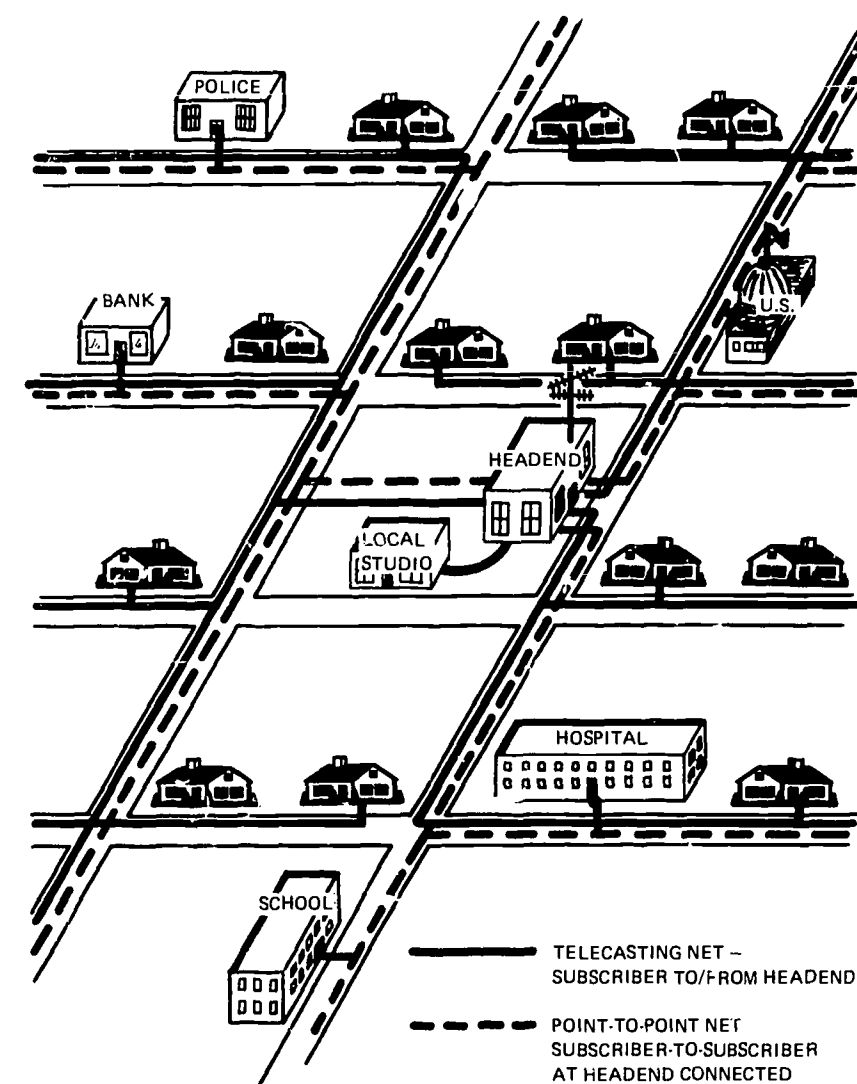 POLICE
BANK
U.S.
HEADEND
LOCAL
STUDIO
HOSPITAL
SCHOOL
TELECASTING NET –
SUBSCRIBER TO/FROM HEADEND
POINT-TO-POINT NET
SUBSCRIBER-TO-SUBSCRIBER
AT HEADEND CONNECTED